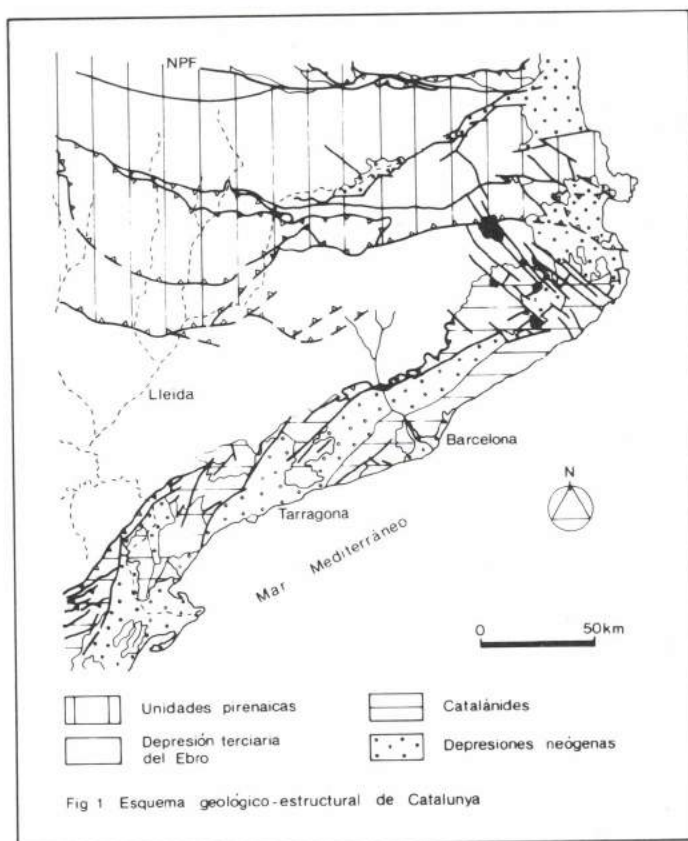 NPF
Lleida
Barcelona
Tarragona
Mar Mediterráneo
N
0 50km
Unidades pirenaicas
Catalánides
Depresión terciaria
del Ebro
Depresiones neógenas
Fig 1 Esquema geológico-estructural de Catalunya